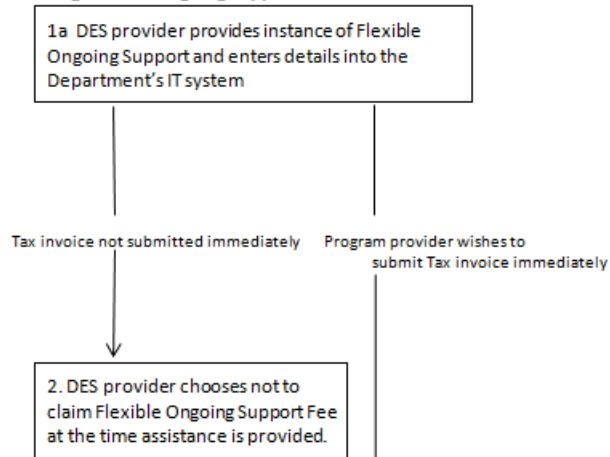 1a DES provider provides instance of Flexible
Ongoing Support and enters details into the
Department's IT system
Tax invoice not submitted immediately
Program provider wishes to
submit Tax invoice immediately
2. DES provider chooses not to
claim Flexible Ongoing Support Fee
at the time assistance is provided.